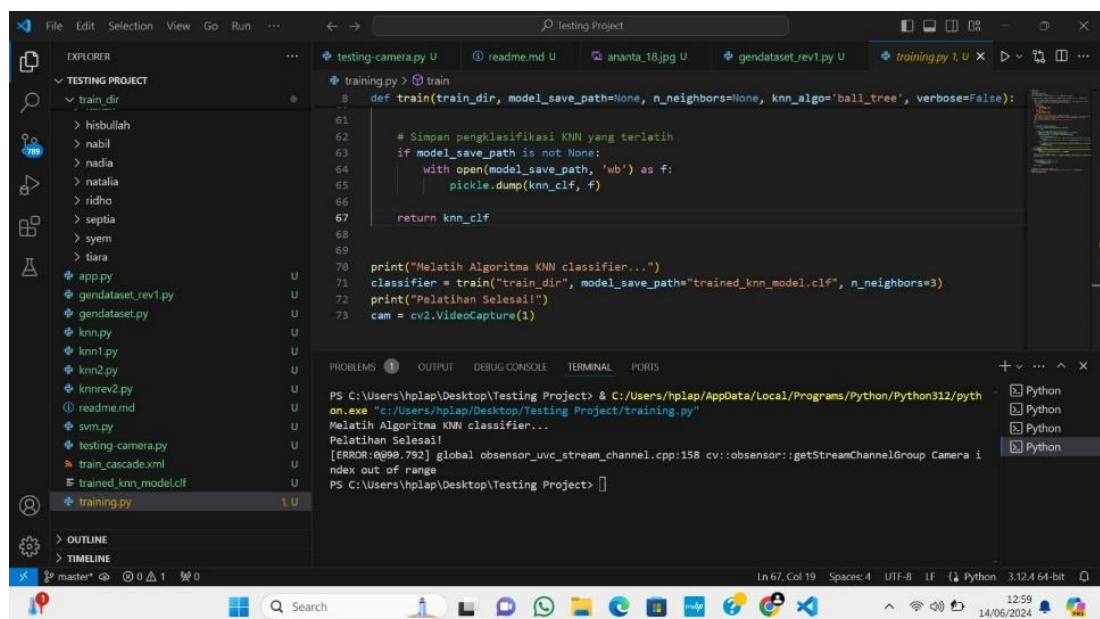 File Edit Selection View Go Run ···
Testing Project
EXPLORER ···
testing-camera.py U readme.md U ananta_18.jpg U gendataset_rev1.py U training.py 1, U
TESTING PROJECT
training.py > train
train_dir
8 def train(train_dir, model_save_path=None, n_neighbors=None, knn_algo='ball_tree', verbose=False):
> hisbullah
> nabil
> nadia
> natalia
> ridho
> septia
> syem
> tiara
app.py U
gendataset_rev1.py U
gendataset.py U
knn.py U
knn1.py U
knn2.py U
knnrev2.py U
readme.md U
svm.py U
testing-camera.py U
train_cascade.xml U
trained_knn_model.clf U
training.py 1, U
> OUTLINE
> TIMELINE
789
61
62 # Simpan pengklasifikasi KNN yang terlatih
63 if model_save_path is not None:
64 with open(model_save_path, 'wb') as f:
65 pickle.dump(knn_clf, f)
66
67 return knn_clf
68
69
70 print("Melatih Algoritma KNN classifier...")
71 classifier = train("train_dir", model_save_path="trained_knn_model.clf", n_neighbors=3)
72 print("Pelatihan Selesai!")
73 cam = cv2.VideoCapture(1)
PROBLEMS 1 OUTPUT DEBUG CONSOLE TERMINAL PORTS
PS C:\Users\hplap\Desktop\Testing Project> & C:/Users/hplap/AppData/Local/Programs/Python/Python312/pyth
on.exe "c:/Users/hplap/Desktop/Testing Project/training.py"
Melatih Algoritma KNN classifier...
Pelatihan Selesai!
[ERROR:0@90.792] global obsensor_uvc_stream_channel.cpp:158 cv::obsensor::getStreamChannelGroup Camera i
ndex out of range
PS C:\Users\hplap\Desktop\Testing Project>
Python
Python
Python
Python
master* 0 1 0
Ln 67, Col 19 Spaces: 4 UTF-8 LF Python 3.12.4 64-bit
Search
12:59
14/06/2024